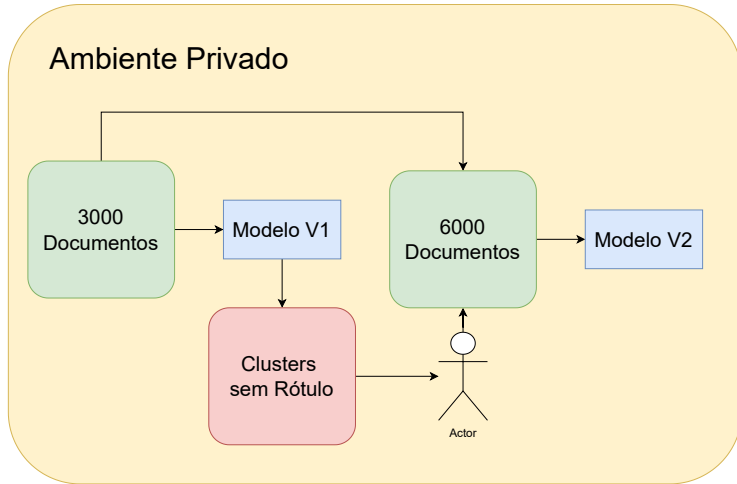 Ambiente Privado
3000
Documentos
Modelo V1
6000
Documentos
Modelo V2
Clusters
sem Rótulo
Actor